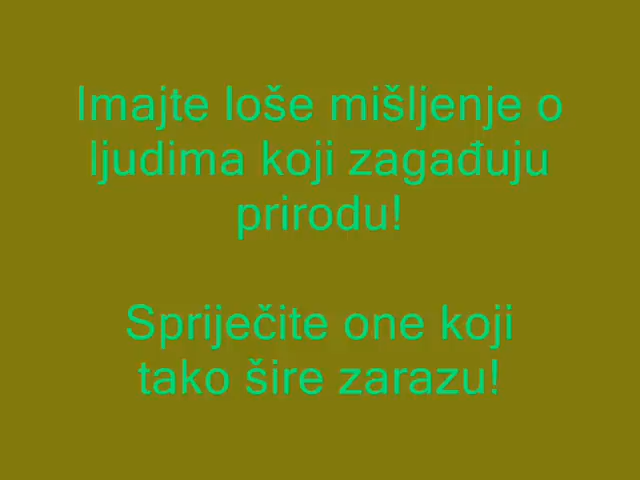 Imajte loše mišljenje o
ljudima koji zagađuju
prirodu!
Spriječite one koji
tako šire zarazu!